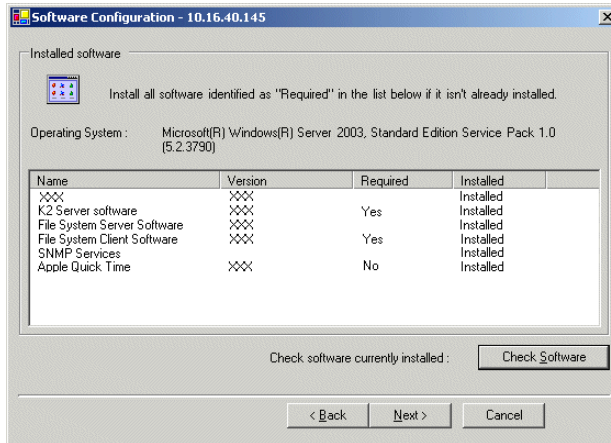 Software Configuration - 10.16.40.145
Installed software
Install all software identified as "Required" in the list below if it isn't already installed.
Operating System : Microsoft(R) Windows(R) Server 2003, Standard Edition Service Pack 1.0
(5.2.3790)
Name Version Required Installed
XXX XXX Installed
K2 Server software XXX Yes Installed
File System Server Software XXX Installed
File System Client Software XXX Yes Installed
SNMP Services Installed
Apple Quick Time XXX No Installed
Check software currently installed : Check Software
< Back Next > Cancel